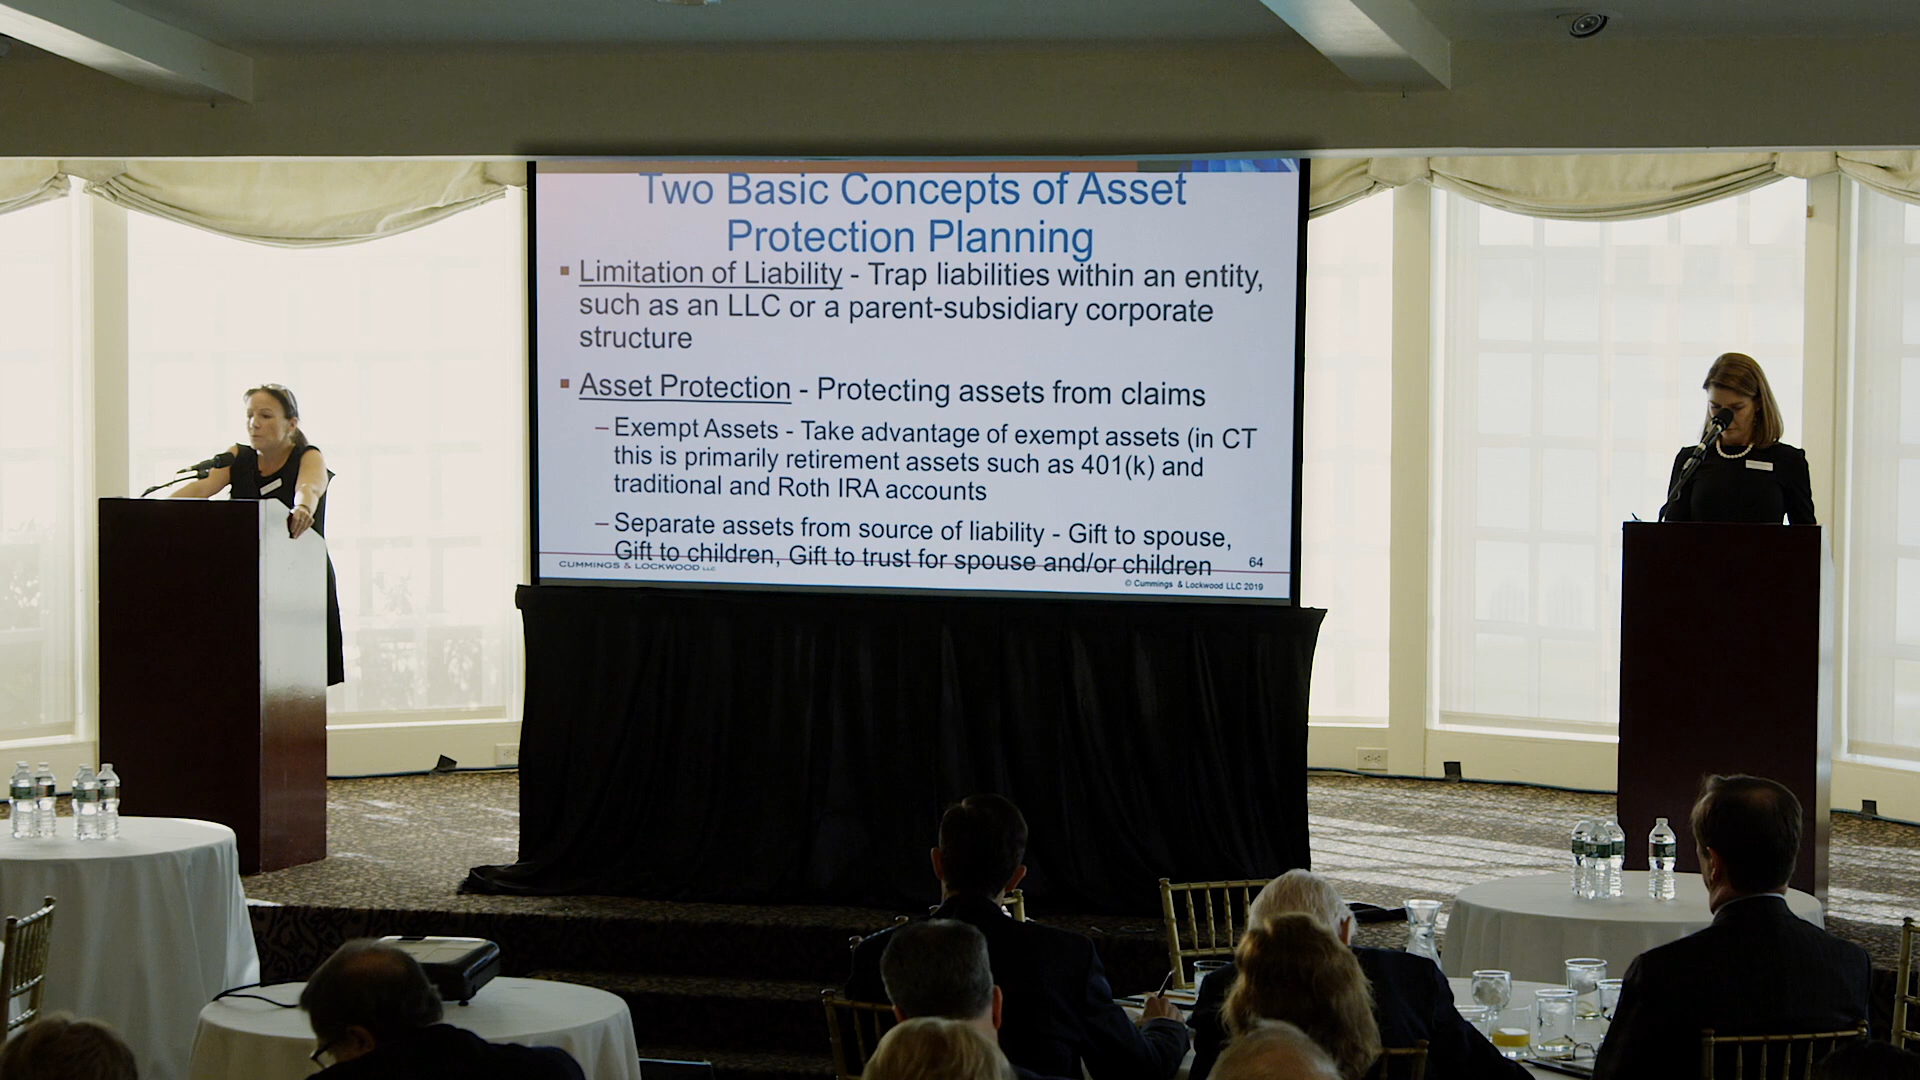 Two Basic Concepts of Asset
Protection Planning
▪ Limitation of Liability - Trap liabilities within an entity,
such as an LLC or a parent-subsidiary corporate
structure
▪ Asset Protection - Protecting assets from claims
– Exempt Assets - Take advantage of exempt assets (in CT
this is primarily retirement assets such as 401(k) and
traditional and Roth IRA accounts
– Separate assets from source of liability - Gift to spouse,
Gift to children, Gift to trust for spouse and/or children
CUMMINGS & LOCKWOOD LLC
64
© Cummings & Lockwood LLC 2019